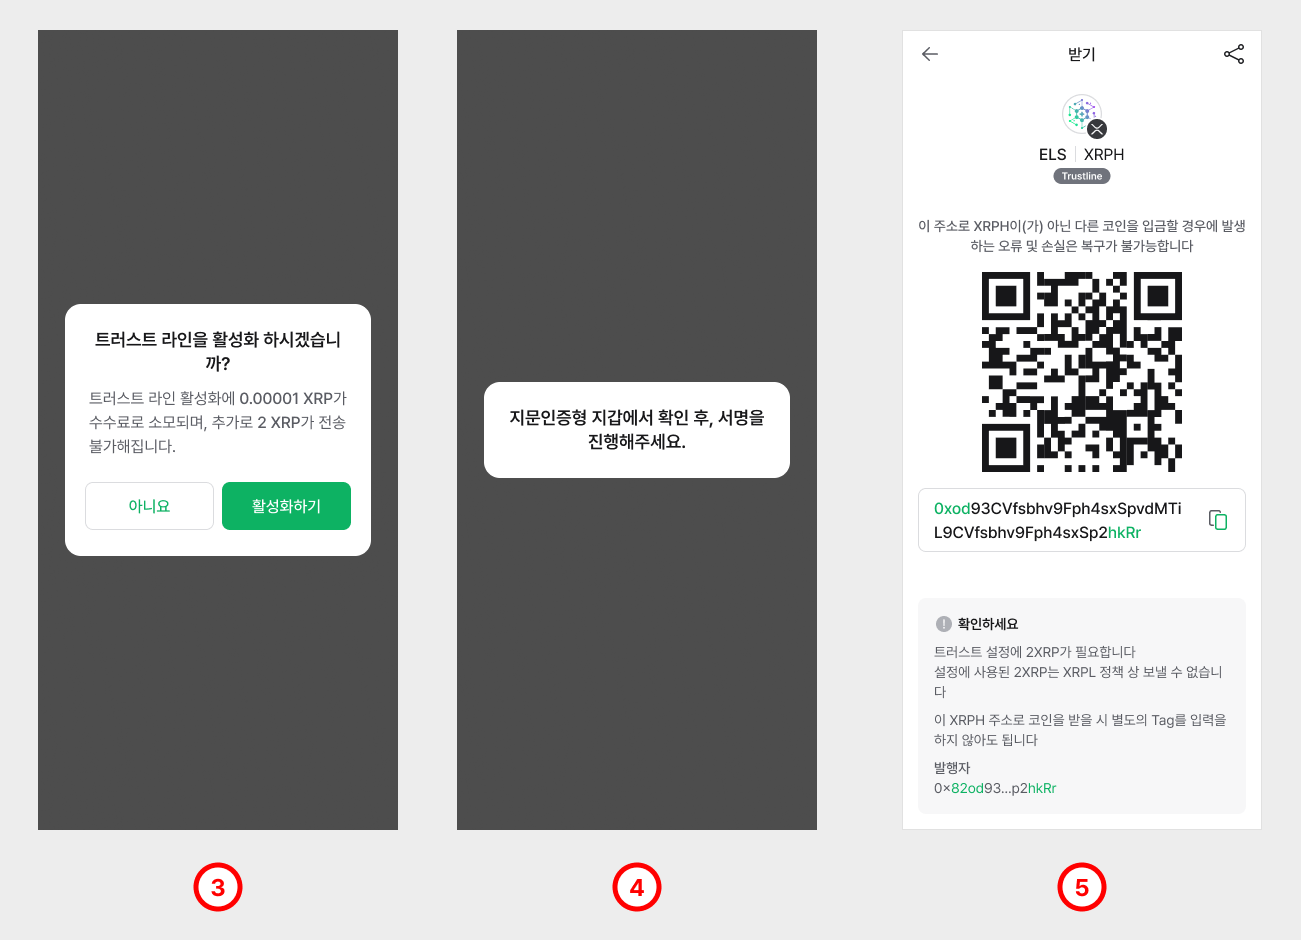 트러스트 라인을 활성화 하시겠습니
까?
트러스트 라인 활성화에 0.00001 XRP가
수수료로 소모되며, 추가로 2 XRP가 전송
불가해집니다.
아니요
활성화하기
3
지문인증형 지갑에서 확인 후, 서명을
진행해주세요.
4
받기
ELS XRPH
Trustline
이 주소로 XRPH이(가) 아닌 다른 코인을 입금할 경우에 발생
하는 오류 및 손실은 복구가 불가능합니다
0xod93CVfsbhv9Fph4sxSpvdMTi
L9CVfsbhv9Fph4sxSp2hkRr
확인하세요
트러스트 설정에 2XRP가 필요합니다
설정에 사용된 2XRP는 XRPL 정책 상 보낼 수 없습니
다
이 XRPH 주소로 코인을 받을 시 별도의 Tag를 입력을
하지 않아도 됩니다
발행자
0×82od93...p2hkRr
5